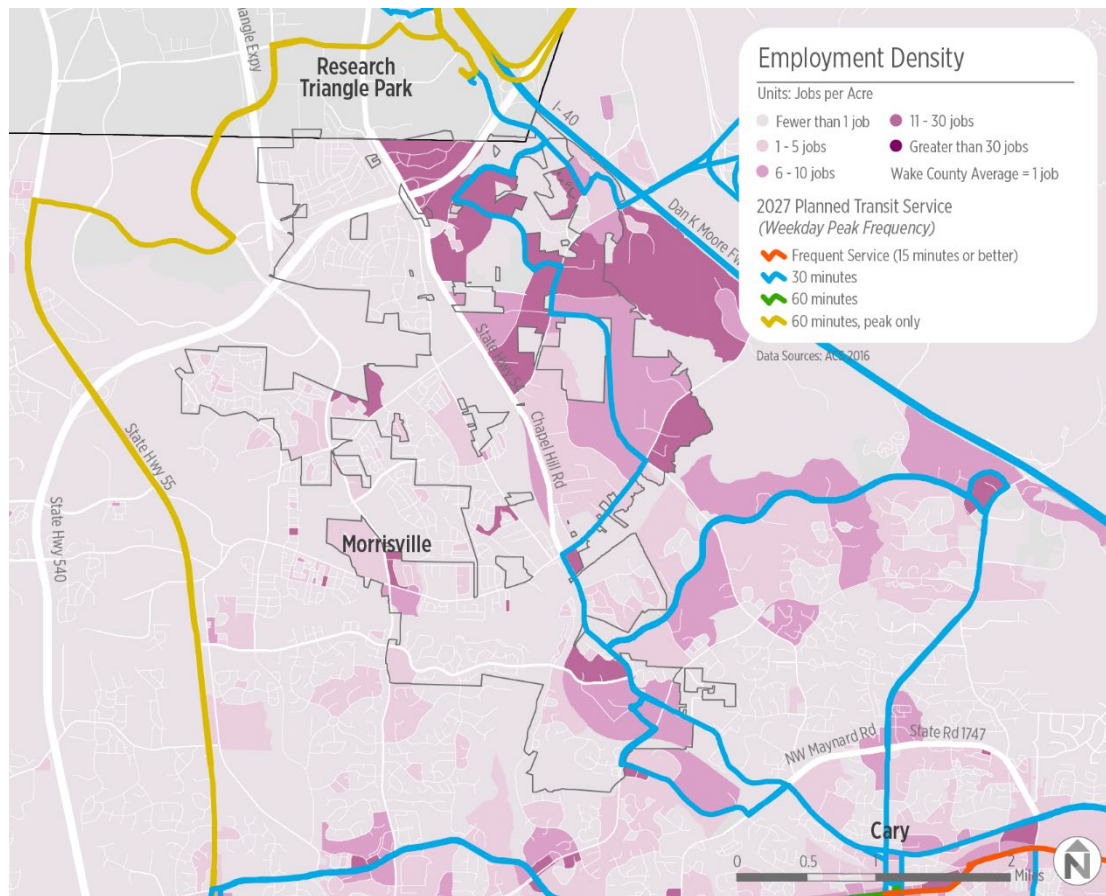 Triangle Expy
Research
Triangle Park
I-40
Employment Density
Units: Jobs per Acre
Fewer than 1 job
11 - 30 jobs
1 - 5 jobs
Greater than 30 jobs
6 - 10 jobs
Wake County Average = 1 job
2027 Planned Transit Service
(Weekday Peak Frequency)
Frequent Service (15 minutes or better)
30 minutes
60 minutes
60 minutes, peak only
Data Sources: ACS 2016
Dan K Moore
State Hwy
Chapel Hill Rd
State Hwy 55
State Hwy 540
Morrisville
NW Maynard Rd
State Rd 1747
Cary
0 0.5 1 2
Miles
N